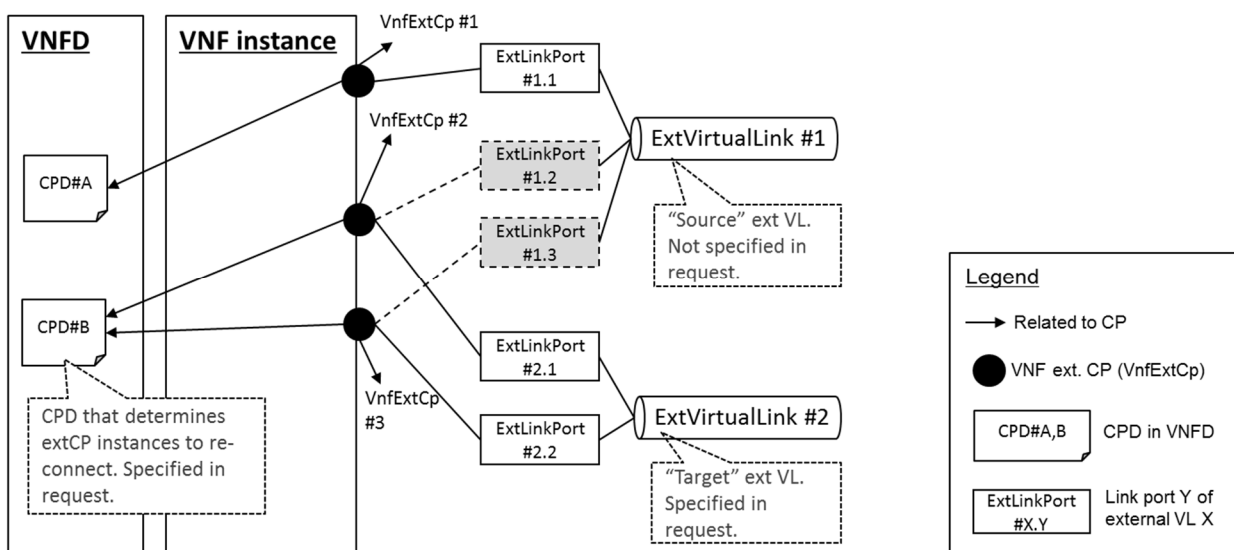 VNFD
VNF instance
VnfExtCp #1
ExtLinkPort
#1.1
VnfExtCp #2
ExtVirtualLink #1
ExtLinkPort
#1.2
CPD#A
"Source" ext VL.
Not specified in
request.
ExtLinkPort
#1.3
CPD#B
ExtLinkPort
#2.1
VnfExtCp
#3
CPD that determines
extCP instances to re-
connect. Specified in
request.
ExtLinkPort
#2.2
ExtVirtualLink #2
"Target" ext VL.
Specified in
request.
Legend
Related to CP
VNF ext. CP (VnfExtCp)
CPD#A,B
CPD in VNFD
ExtLinkPort
#X.Y
Link port Y of
external VL X